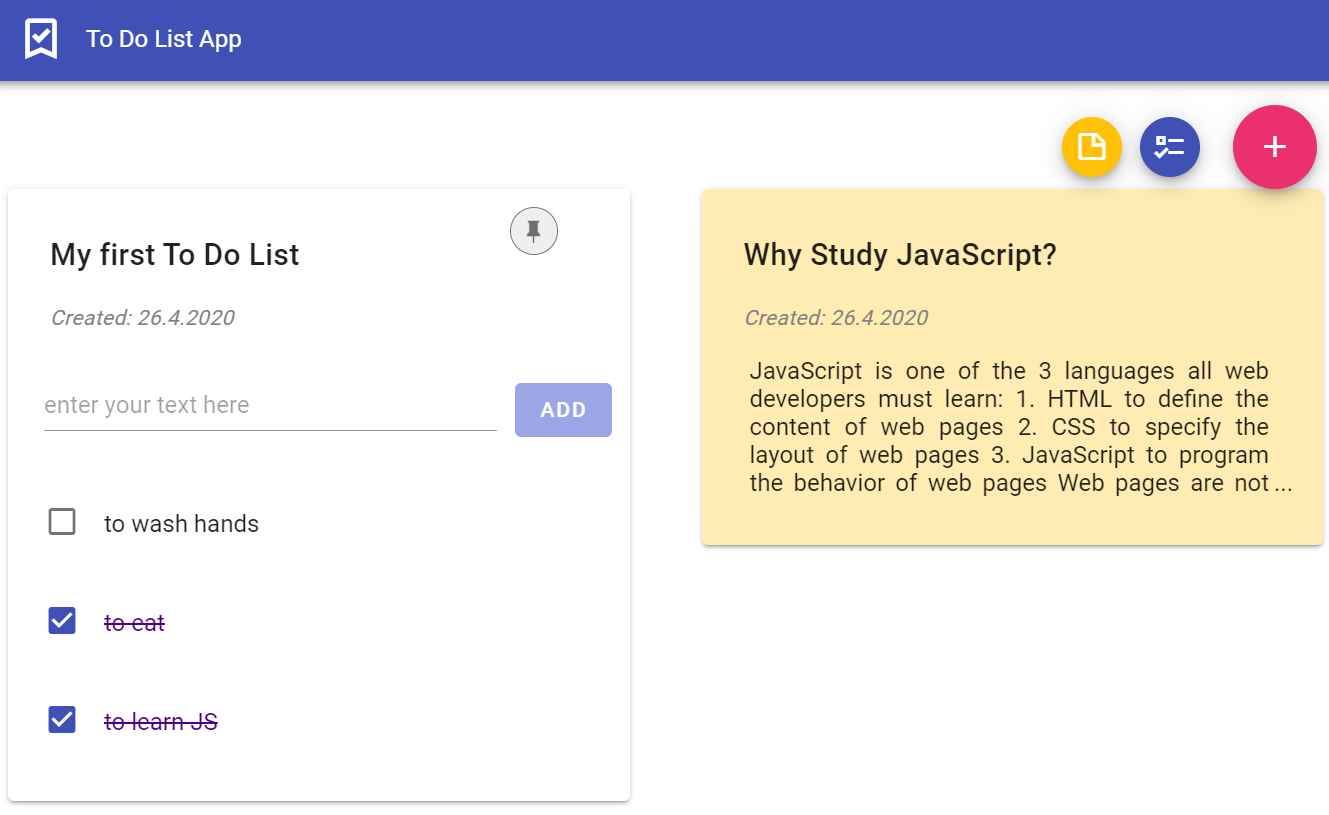 To Do List App
My first To Do List
Created: 26.4.2020
enter your text here
ADD
to wash hands
to eat
to learn JS
Why Study JavaScript?
Created: 26.4.2020
JavaScript is one of the 3 languages all web
developers must learn: 1. HTML to define the
content of web pages 2. CSS to specify the
layout of web pages 3. JavaScript to program
the behavior of web pages Web pages are not...